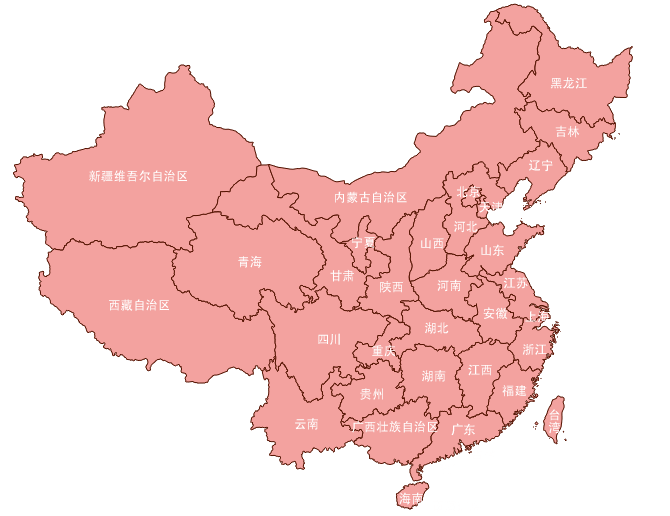 黑龙江
吉林
辽宁
新疆维吾尔自治区
内蒙古自治区
北京
天津
河北
宁夏
山西
山东
青海
甘肃
陕西
河南
江苏
西藏自治区
安徽
上海
湖北
四川
重庆
浙江
江西
湖南
福建
贵州
台湾
云南
广西壮族自治区
广东
海南